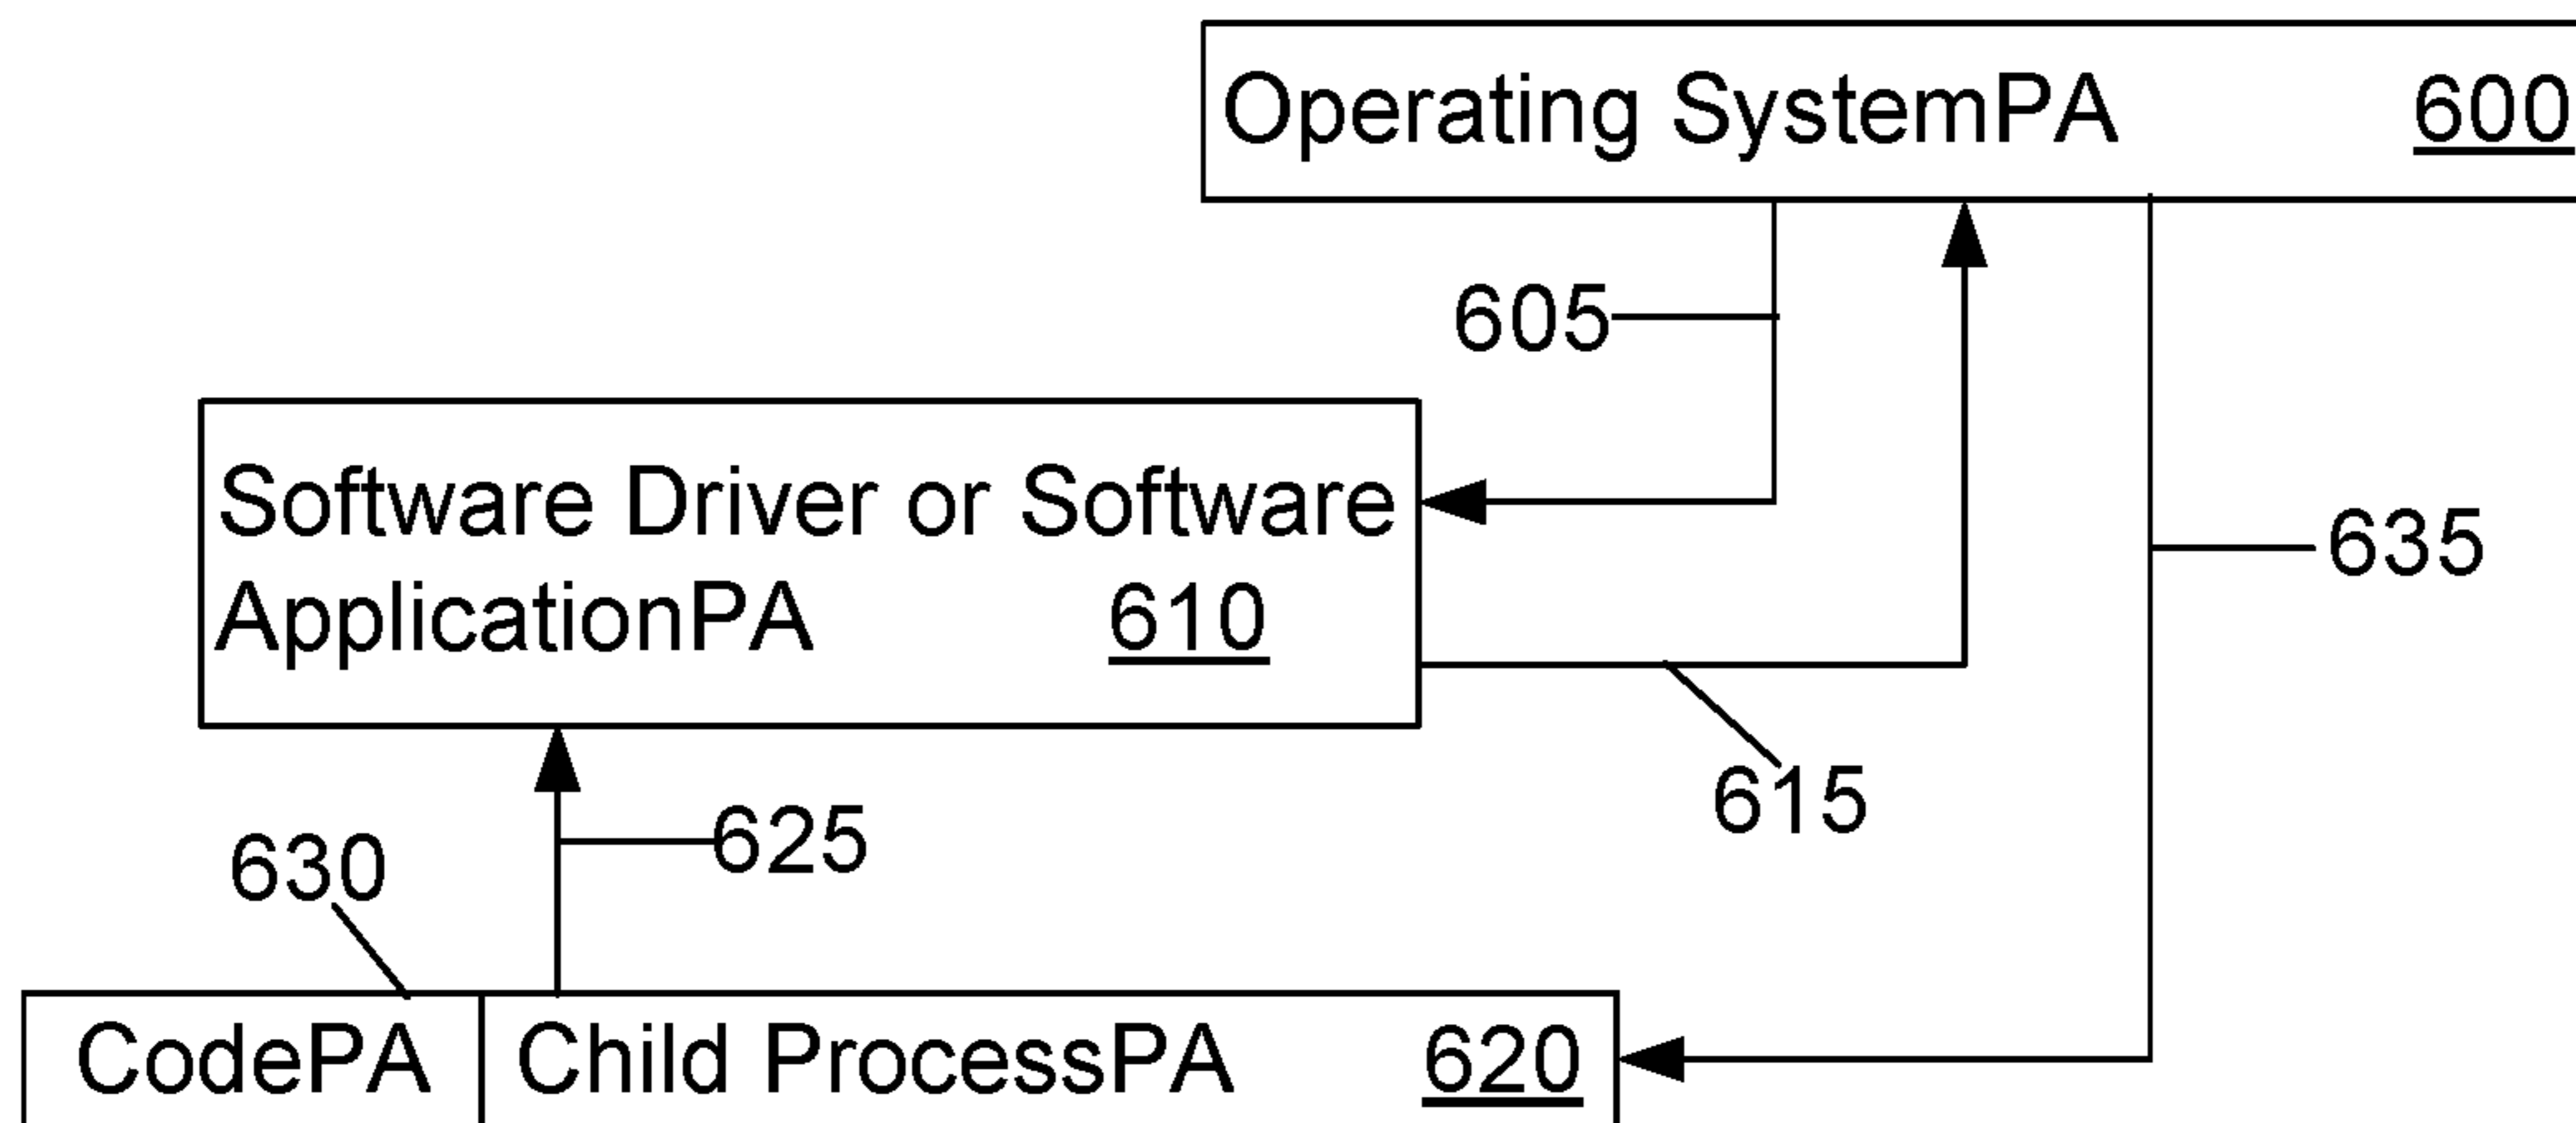 Operating SystemPA 600
605
Software Driver or Software
ApplicationPA 610
635
615
625
630
CodePA Child ProcessPA 620